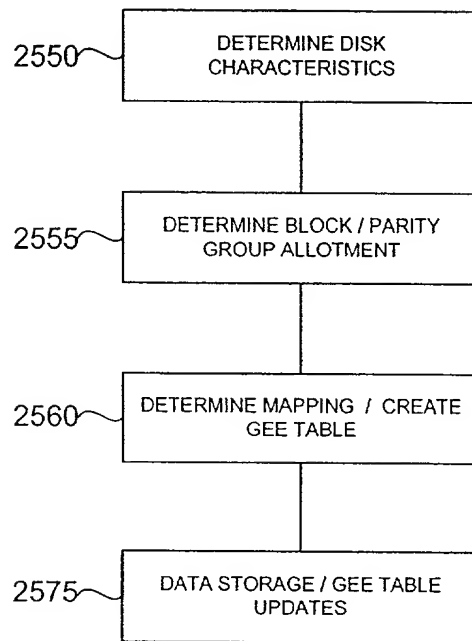 2550
DETERMINE DISK
CHARACTERISTICS
2555
DETERMINE BLOCK / PARITY
GROUP ALLOTMENT
2560
DETERMINE MAPPING / CREATE
GEE TABLE
2575
DATA STORAGE / GEE TABLE
UPDATES